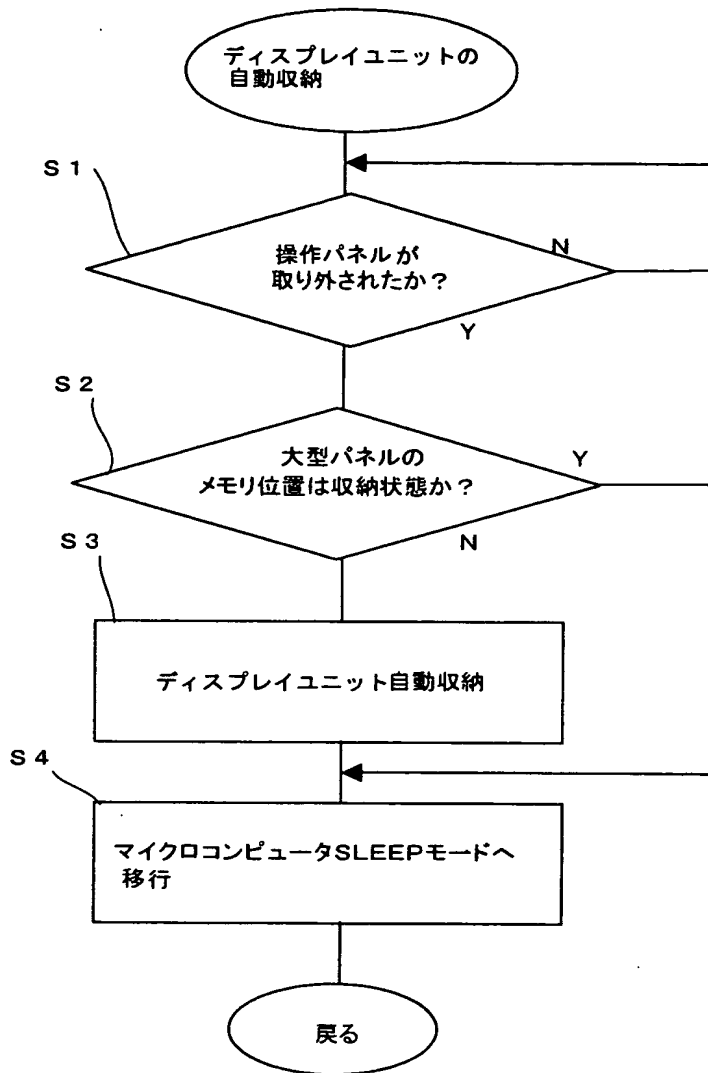 ディスプレイユニットの
自動収納
S1
操作パネルが
取り外されたか？
N
Y
S2
大型パネルの
メモリ位置は収納状態か？
Y
N
S3
ディスプレイユニット自動収納
S4
マイクロコンピュータSLEEPモードへ
移行
戻る